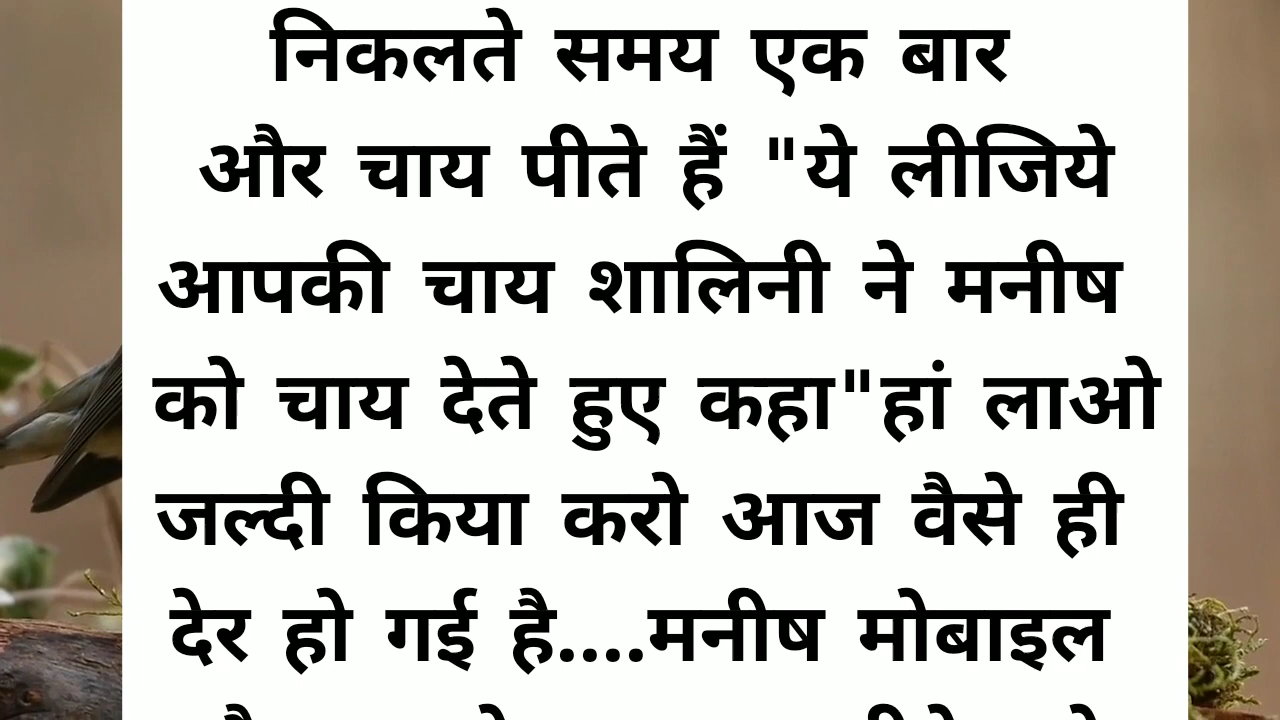 निकलते समय एक बार
और चाय पीते हैं "ये लीजिये
आपकी चाय शालिनी ने मनीष
को चाय देते हुए कहा"हां लाओ
जल्दी किया करो आज वैसे ही
देर हो गई है....मनीष मोबाइल